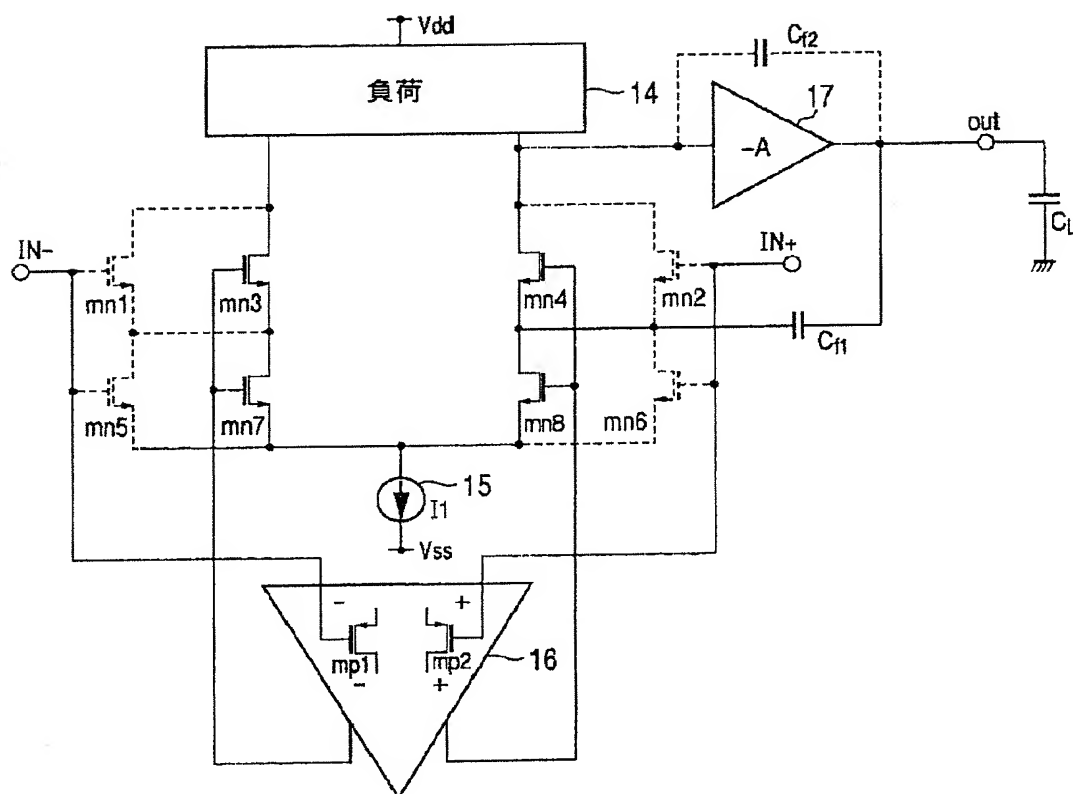 Vdd
Cf2
負荷
14
17
-A
out
CL
IN-
IN+
mn1
mn3
mn4
mn2
Cf1
mn5
mn7
mn8
mn6
15
I1
Vss
- +
mp1
mp2
16
- +